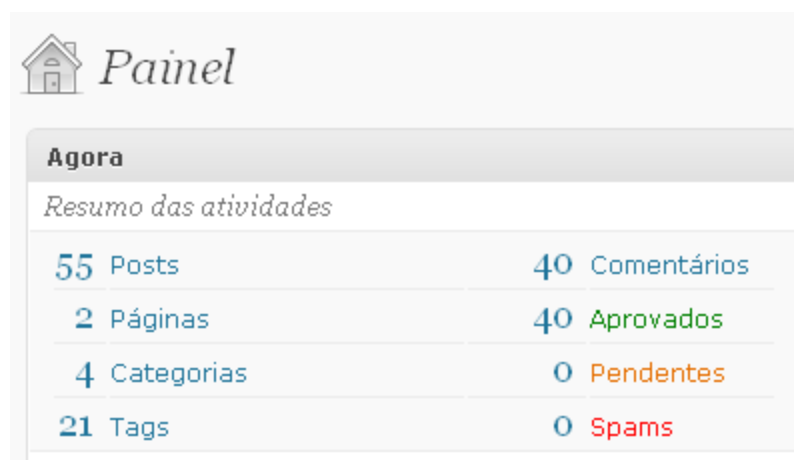 Painel
Agora
Resumo das atividades
55 Posts 40 Comentários
2 Páginas 40 Aprovados
4 Categorias 0 Pendentes
21 Tags 0 Spams